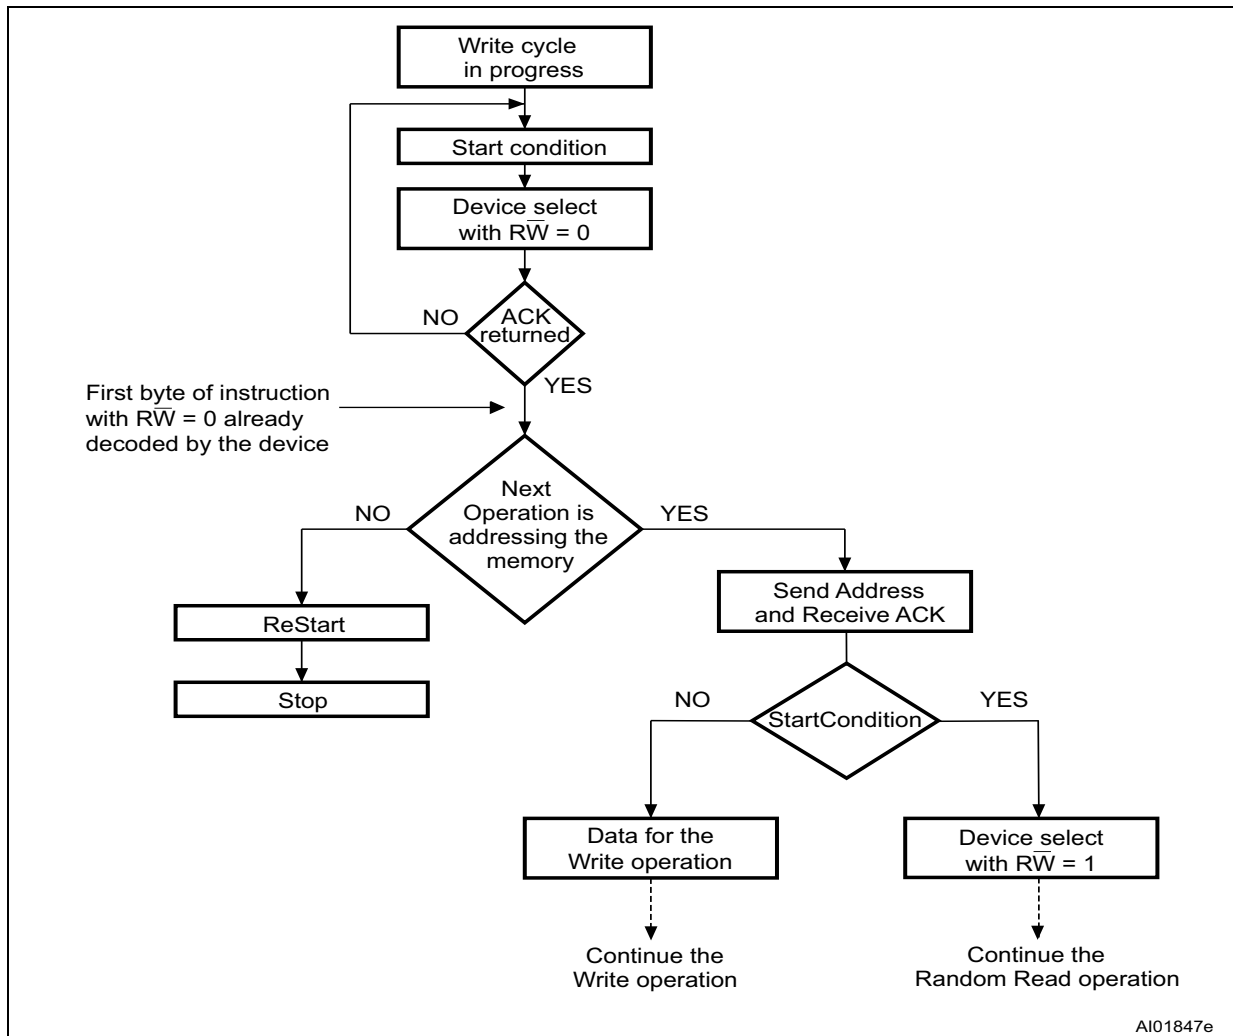 Write cycle
in progress
Start condition
Device select
with RW̅ = 0
ACK
returned
NO
YES
First byte of instruction
with RW̅ = 0 already
decoded by the device
Next
Operation is
addressing the
memory
NO
YES
ReStart
Stop
Send Address
and Receive ACK
StartCondition
NO
YES
Data for the
Write operation
Device select
with RW̅ = 1
Continue the
Write operation
Continue the
Random Read operation
AI01847e